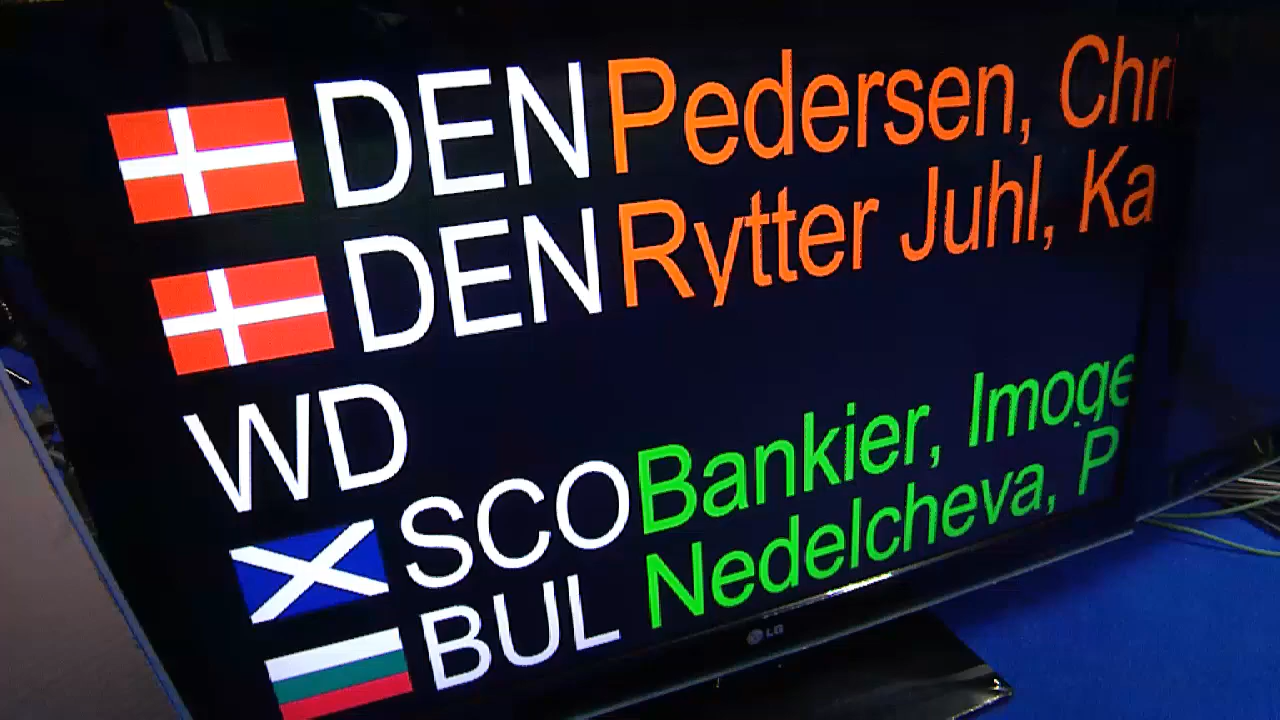 DEN Pedersen, Chri
DEN Rytter Juhl, Ka
WD
SCO Bankier, Imoge
BUL Nedelcheva, P
LG